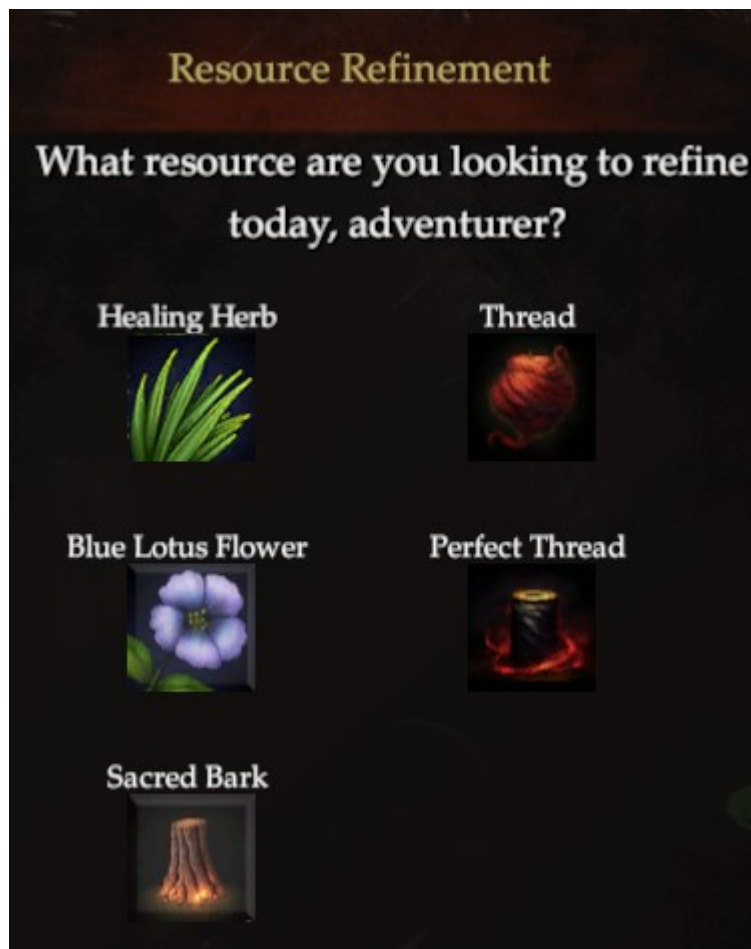 Resource Refinement
What resource are you looking to refine
today, adventurer?
Healing Herb
Thread
Blue Lotus Flower
Perfect Thread
Sacred Bark